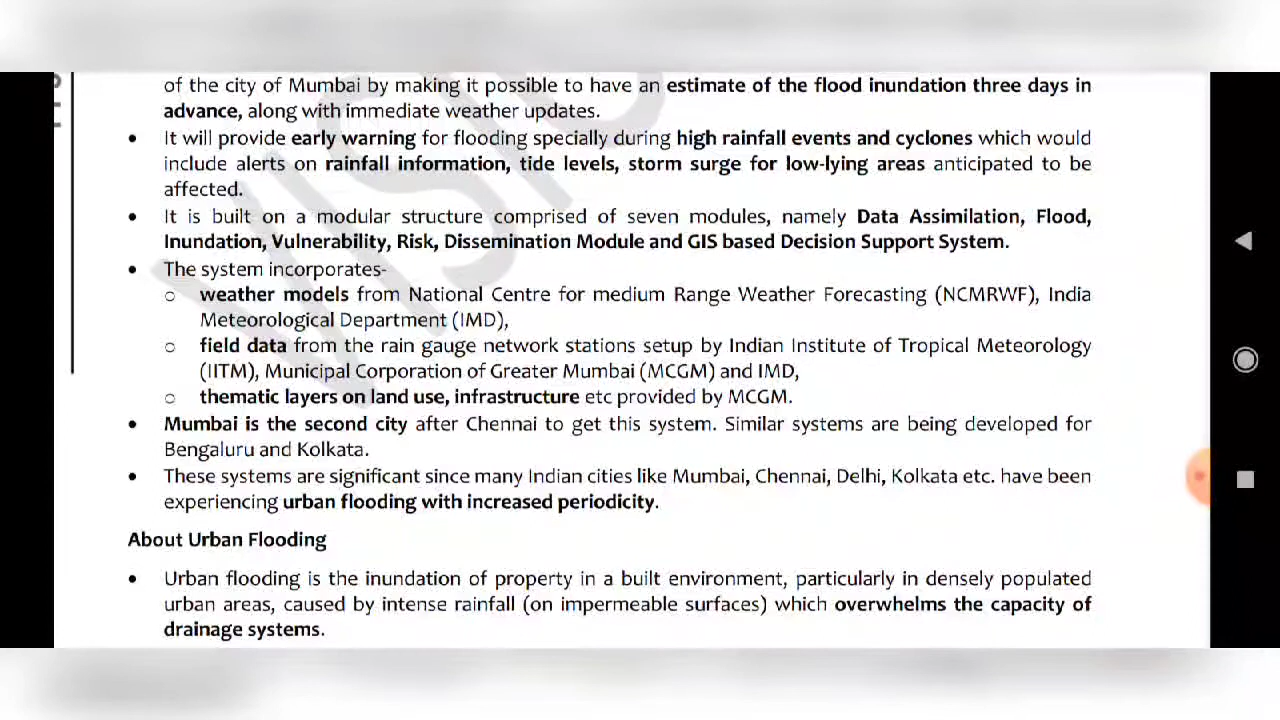 of the city of Mumbai by making it possible to have an estimate of the flood inundation three days in
advance, along with immediate weather updates.
• It will provide early warning for flooding specially during high rainfall events and cyclones which would
include alerts on rainfall information, tide levels, storm surge for low-lying areas anticipated to be
affected.
• It is built on a modular structure comprised of seven modules, namely Data Assimilation, Flood,
Inundation, Vulnerability, Risk, Dissemination Module and GIS based Decision Support System.
• The system incorporates-
o weather models from National Centre for medium Range Weather Forecasting (NCMRWF), India
Meteorological Department (IMD),
o field data from the rain gauge network stations setup by Indian Institute of Tropical Meteorology
(IITM), Municipal Corporation of Greater Mumbai (MCGM) and IMD,
o thematic layers on land use, infrastructure etc provided by MCGM.
• Mumbai is the second city after Chennai to get this system. Similar systems are being developed for
Bengaluru and Kolkata.
• These systems are significant since many Indian cities like Mumbai, Chennai, Delhi, Kolkata etc. have been
experiencing urban flooding with increased periodicity.
About Urban Flooding
• Urban flooding is the inundation of property in a built environment, particularly in densely populated
urban areas, caused by intense rainfall (on impermeable surfaces) which overwhelms the capacity of
drainage systems.